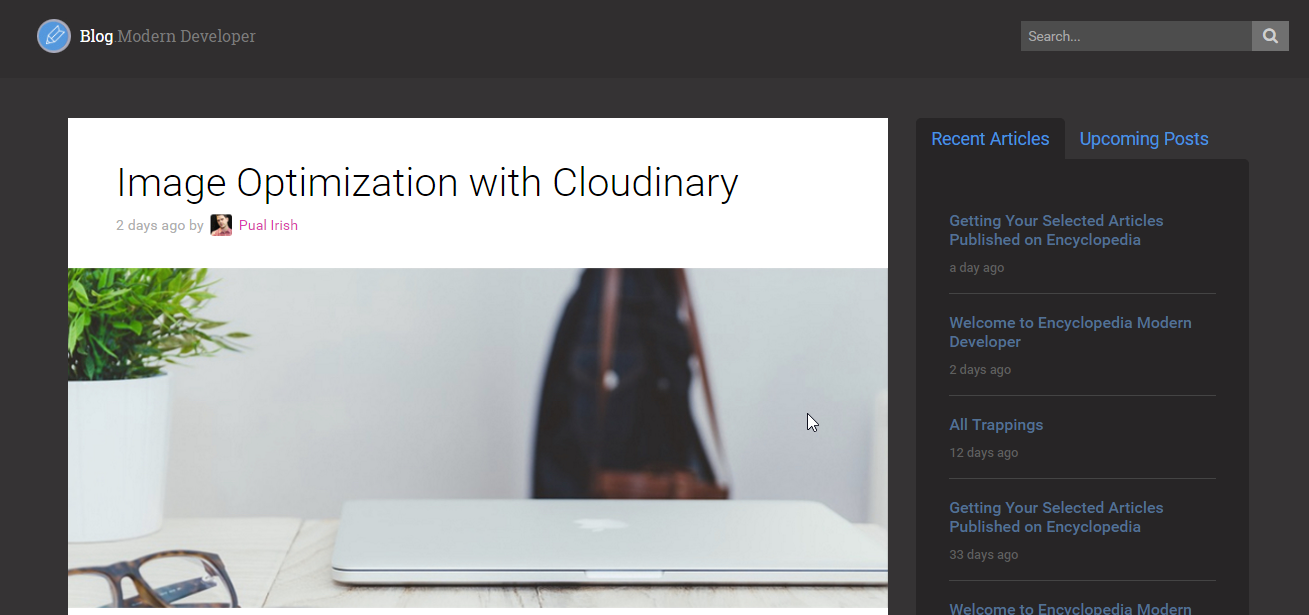 Blog Modern Developer
Search...
Image Optimization with Cloudinary
2 days ago by Pual Irish
Recent Articles
Upcoming Posts
Getting Your Selected Articles
Published on Encyclopedia
a day ago
Welcome to Encyclopedia Modern
Developer
2 days ago
All Trappings
12 days ago
Getting Your Selected Articles
Published on Encyclopedia
33 days ago
Welcome to Encyclopedia Modern